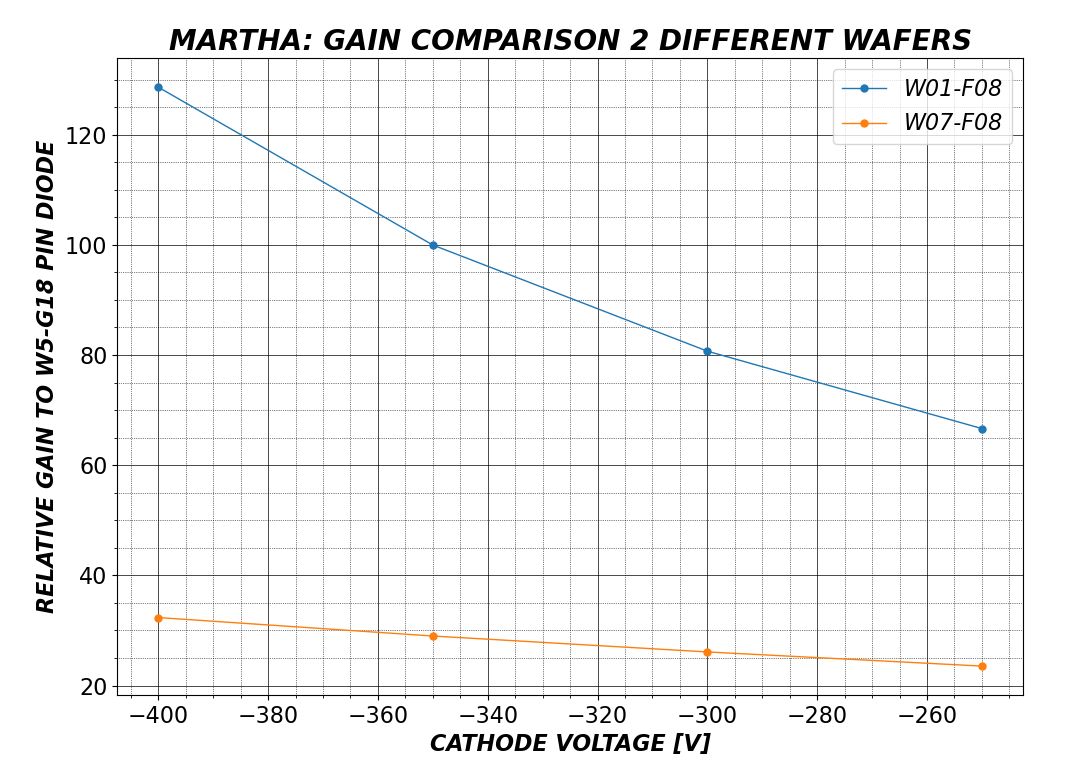 MARTHA: GAIN COMPARISON 2 DIFFERENT WAFERS
W01-F08
W07-F08
RELATIVE GAIN TO W5-G18 PIN DIODE
120
100
80
60
40
20
−400 −380 −360 −340 −320 −300 −280 −260
CATHODE VOLTAGE [V]